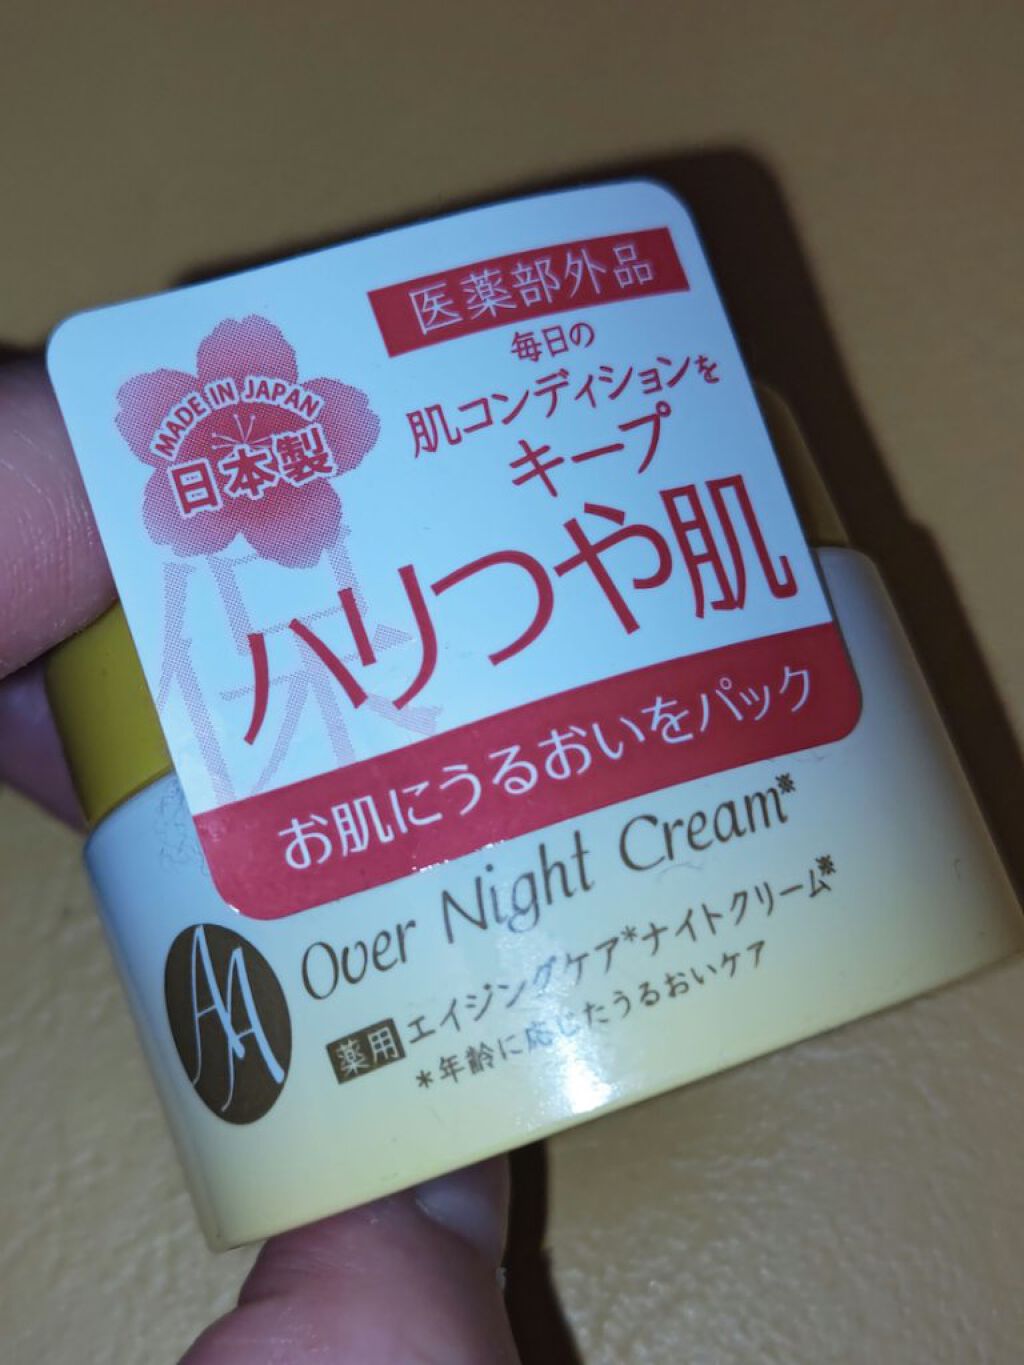 医薬部外品
毎日の
肌コンディションを
キープ
MADE IN JAPAN
日本製
保
ハリつや肌
お肌にうるおいをパック
AA
Over Night Cream※
薬用エイジングケア*ナイトクリーム※
*年齢に応じたうるおいケア